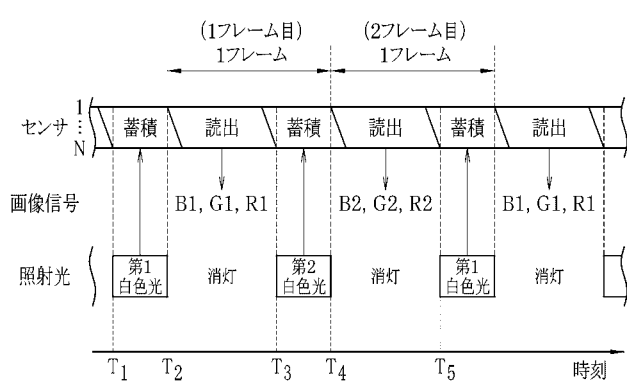 (1フレーム目)
1フレーム
(2フレーム目)
1フレーム
センサ
1
⋮
N
蓄積
読出
蓄積
読出
蓄積
読出
画像信号
B1, G1, R1
B2, G2, R2
B1, G1, R1
照射光
第1
白色光
消灯
第2
白色光
消灯
第1
白色光
消灯
T1
T2
T3
T4
T5
時刻